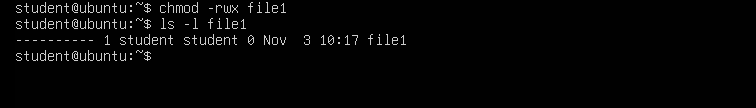 student@ubuntu:~$ chmod -rwx file1
student@ubuntu:~$ ls -l file1
---------- 1 student student 0 Nov  3 10:17 file1
student@ubuntu:~$